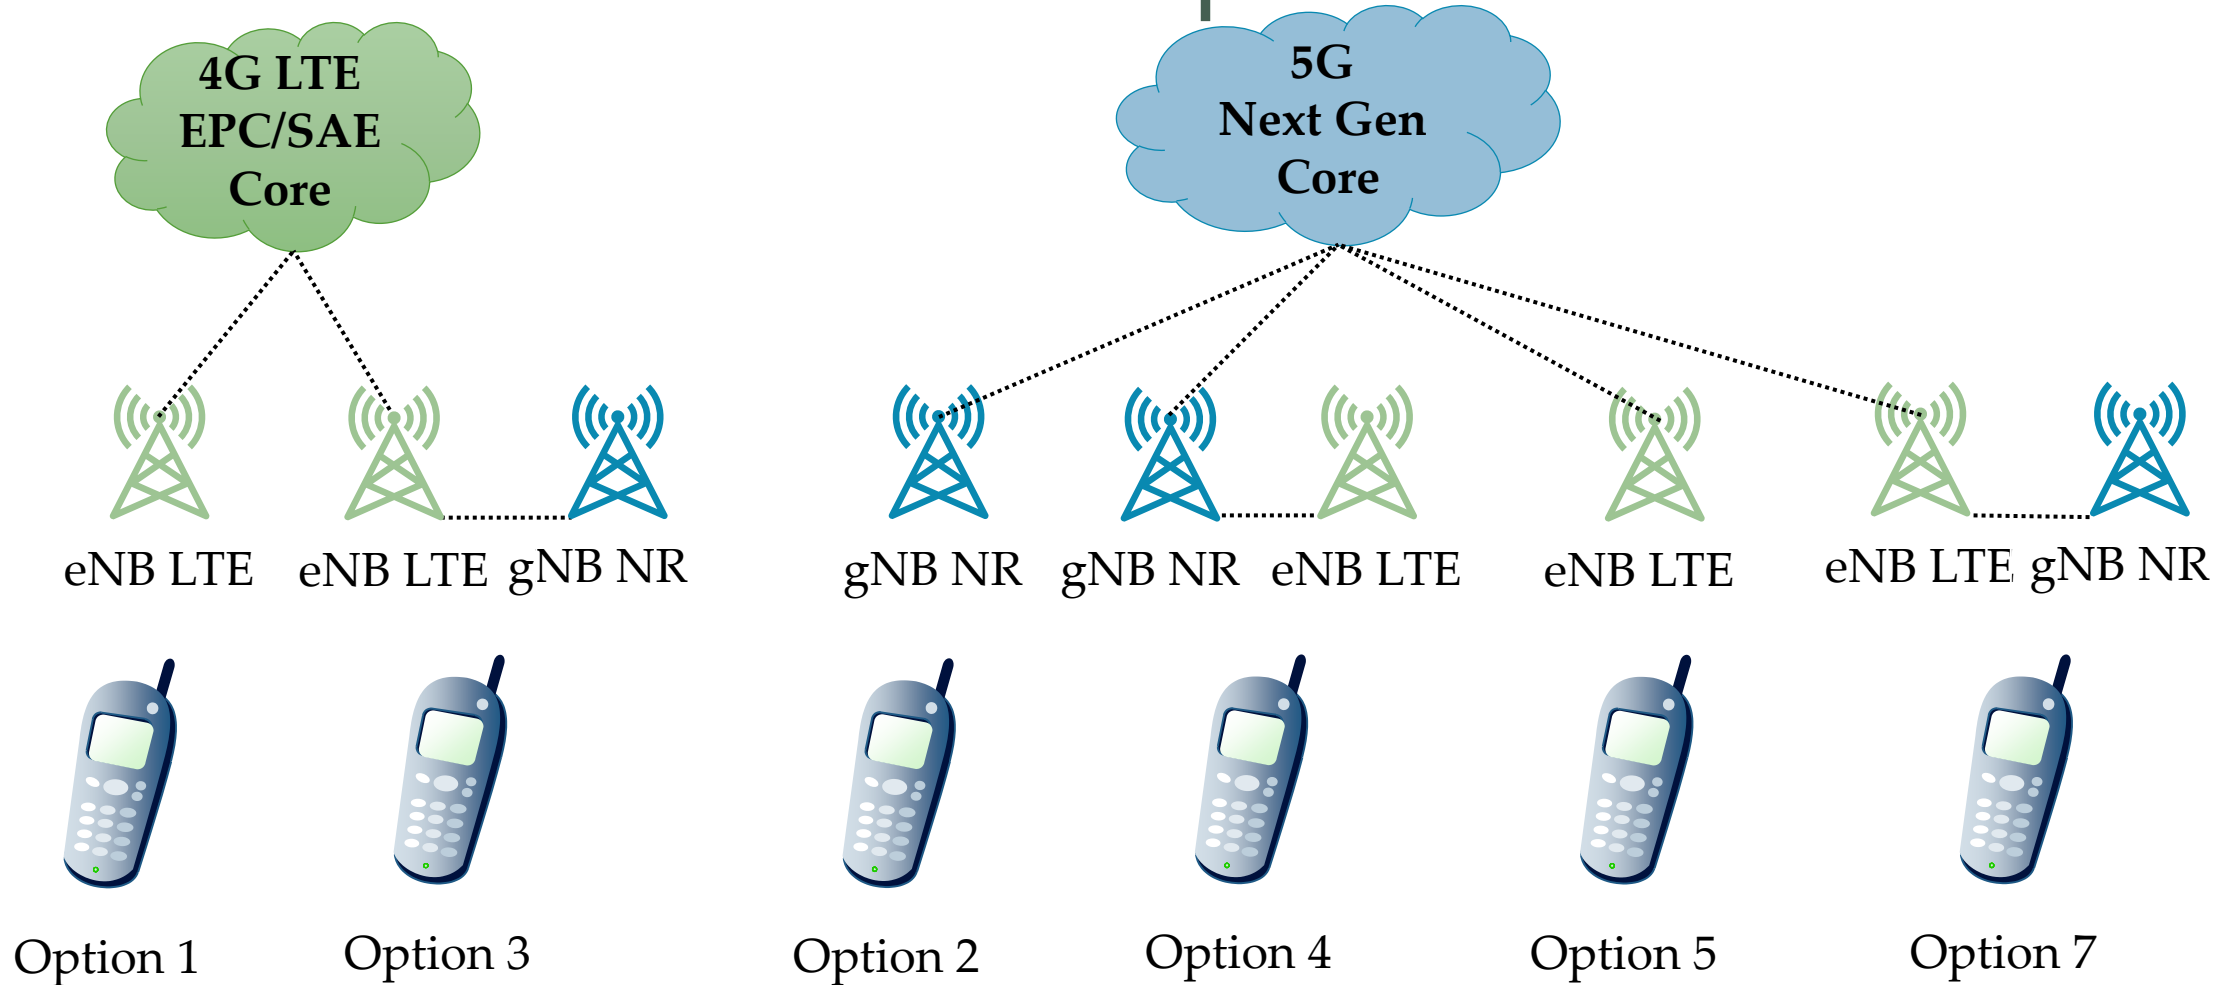 4G LTE
EPC/SAE
Core
5G
Next Gen
Core
eNB LTE
eNB LTE
gNB NR
gNB NR
gNB NR
eNB LTE
eNB LTE
eNB LTE
gNB NR
Option 1
Option 3
Option 2
Option 4
Option 5
Option 7